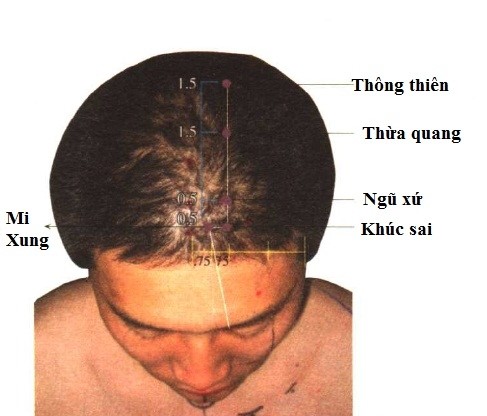 1.5
Thông thiên
1.5
Thừa quang
0.5
Ngũ xứ
0.5
Mi
Xung
Khúc sai
.75 75